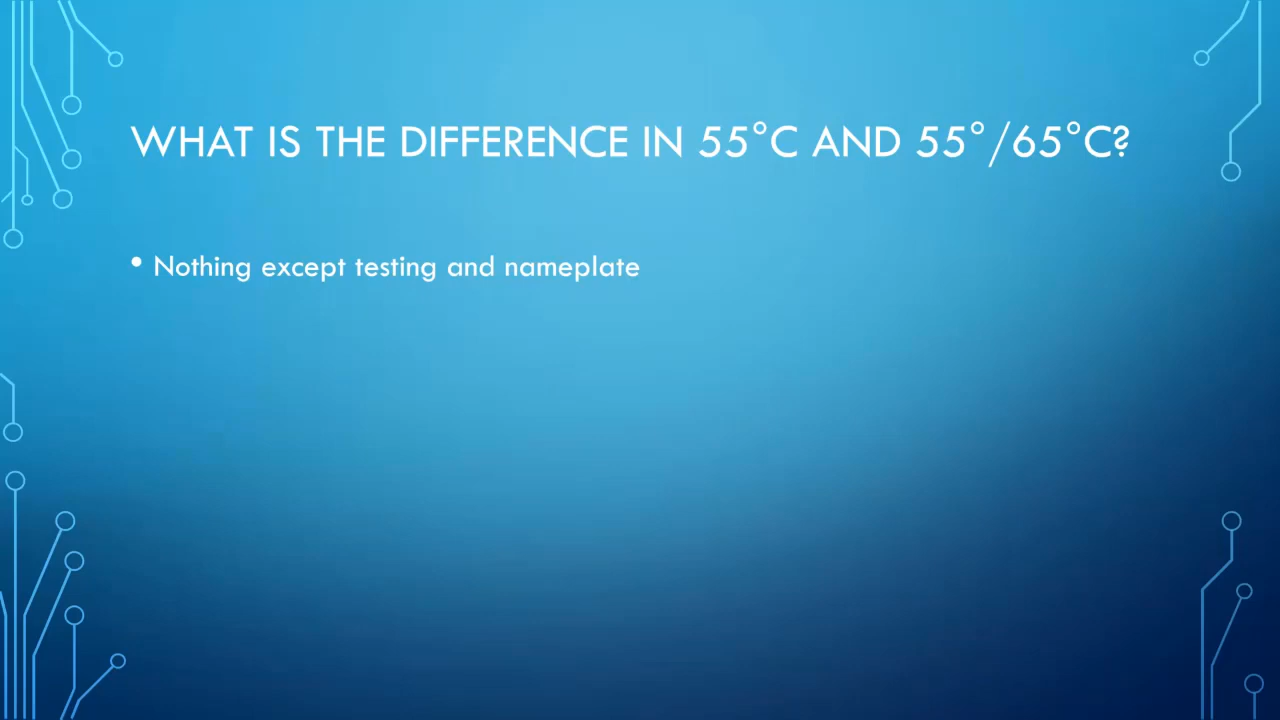 WHAT IS THE DIFFERENCE IN 55°C AND 55°/65°C?
• Nothing except testing and nameplate